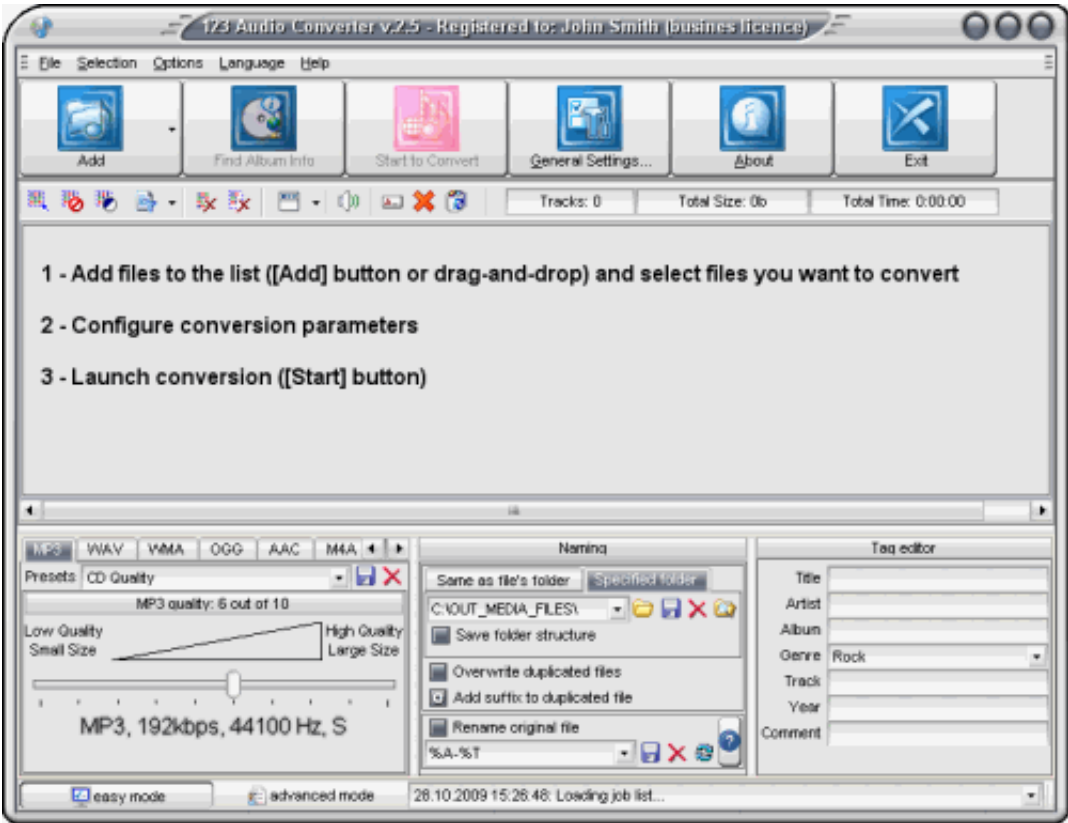 123 Audio Converter v.2.5 - Registered to: John Smith (busines licence)
File Selection Options Language Help
Add Find Album Info Start to Convert General Settings... About Exit
Tracks: 0 Total Size: 0b Total Time: 0:00:00
1 - Add files to the list ([Add] button or drag-and-drop) and select files you want to convert
2 - Configure conversion parameters
3 - Launch conversion ([Start] button)
MP3 WAV WMA OGG AAC M4A
Presets CD Quality
MP3 quality: 6 out of 10
Low Quality High Quality
Small Size Large Size
MP3, 192kbps, 44100 Hz, S
Naming
Same as file's folder Specified folder
C:\OUT_MEDIA_FILES\
Save folder structure
Overwrite duplicated files
Add suffix to duplicated file
Rename original file
%A-%T
Tag editor
Title
Artist
Album
Genre Rock
Track
Year
Comment
easy mode advanced mode 28.10.2009 15:26:48: Loading job list...